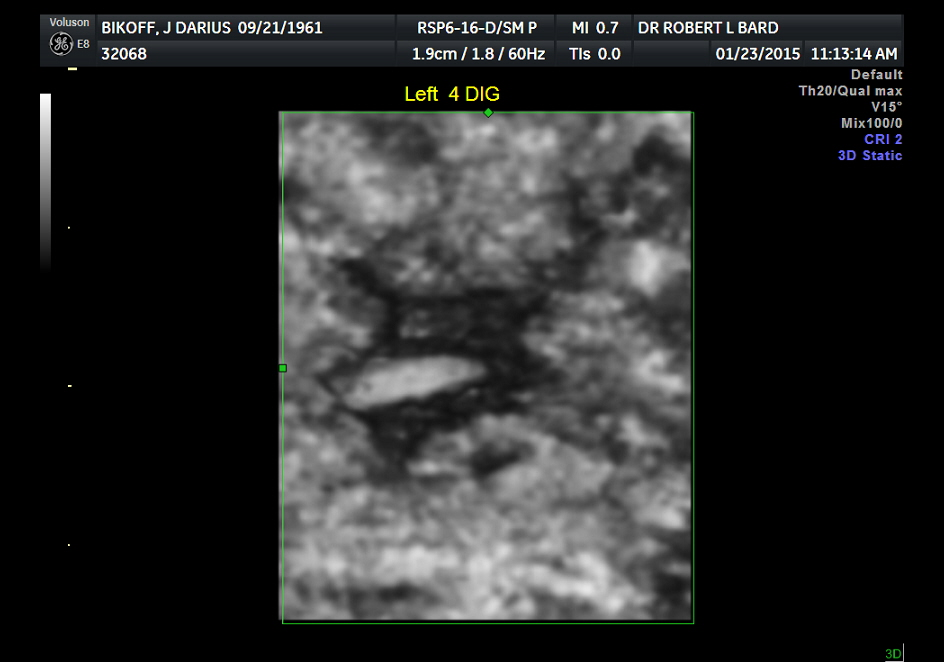 Voluson
E8
BIKOFF, J DARIUS 09/21/1961
RSP6-16-D/SM P
MI 0.7
DR ROBERT L BARD
32068
1.9cm / 1.8 / 60Hz
TIs 0.0
01/23/2015 11:13:14 AM
Left 4 DIG
Default
Th20/Qual max
V15°
Mix100/0
CRI 2
3D Static
3D